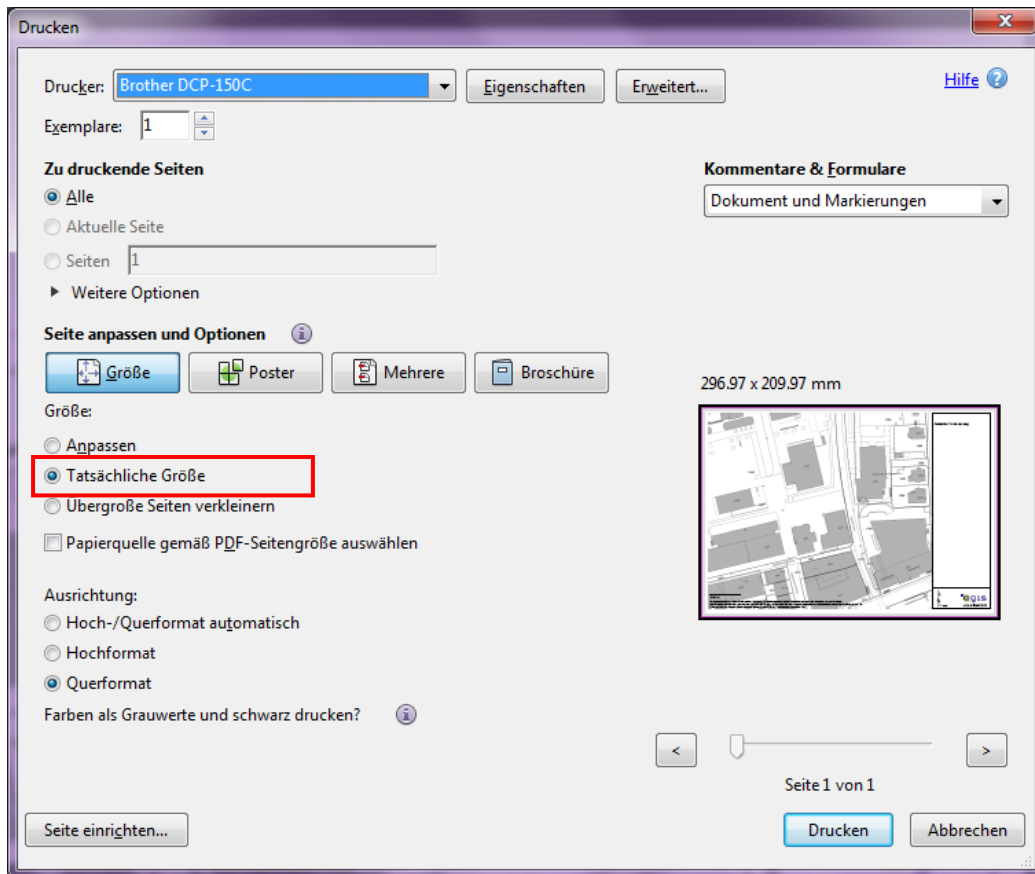 Drucken
Drucker: Brother DCP-150C Eigenschaften Erweitert... Hilfe
Exemplare: 1
Zu druckende Seiten
Kommentare & Formulare
Alle
Dokument und Markierungen
Aktuelle Seite
Seiten 1
Weitere Optionen
Seite anpassen und Optionen
Größe Poster Mehrere Broschüre
296.97 x 209.97 mm
Größe:
Anpassen
Tatsächliche Größe
Übergroße Seiten verkleinern
Papierquelle gemäß PDF-Seitengröße auswählen
Ausrichtung:
Hoch-/Querformat automatisch
agis
Hochformat
Querformat
Farben als Grauwerte und schwarz drucken?
< >
Seite 1 von 1
Seite einrichten... Drucken Abbrechen